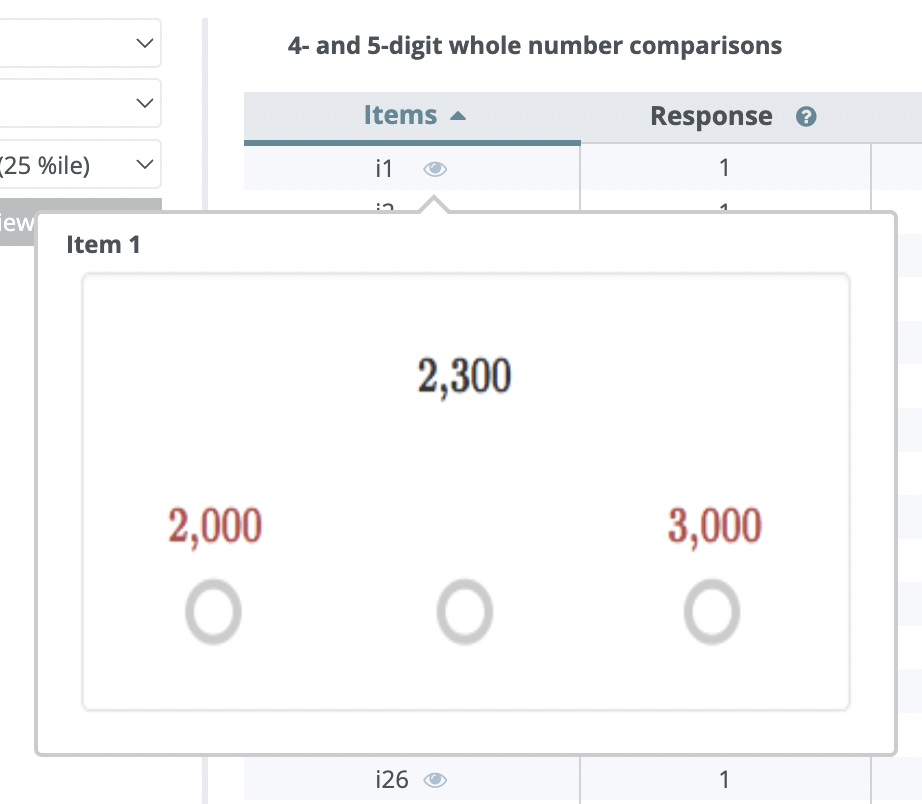 4- and 5-digit whole number comparisons
Items
Response ?
(25 %ile)
i1
1
iew
Item 1
2,300
2,000
3,000
i26
1